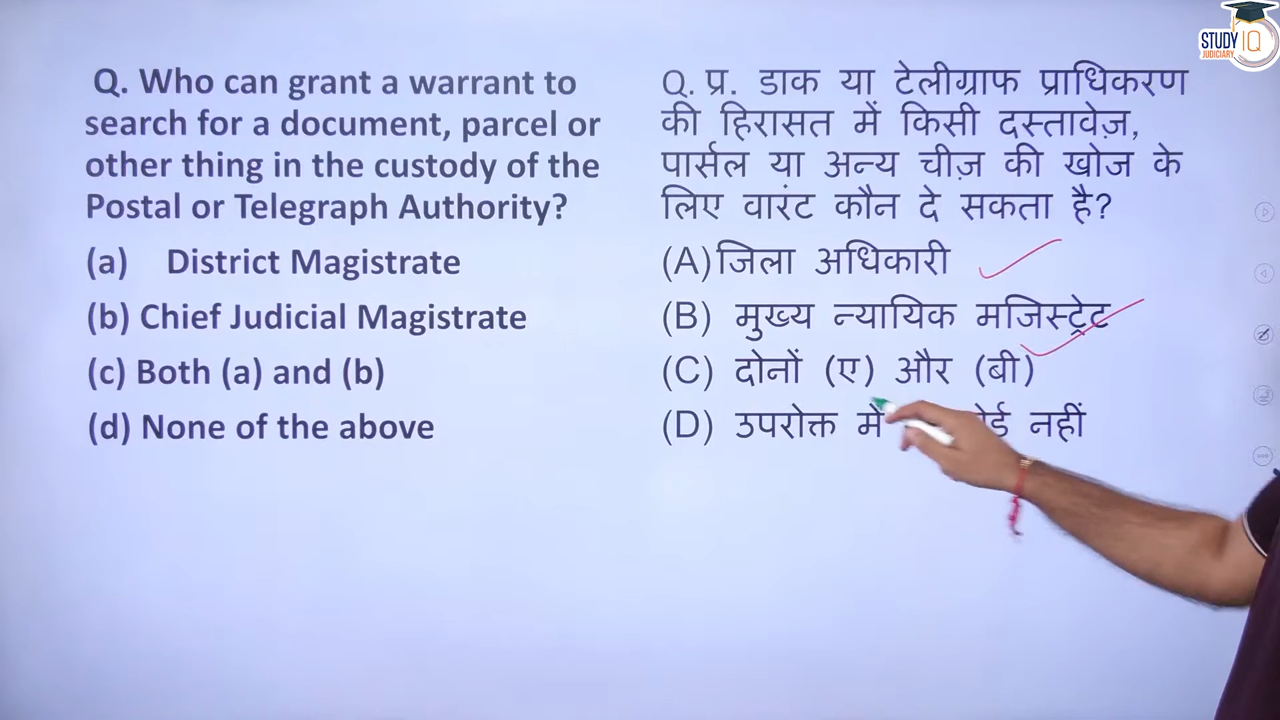 Q. Who can grant a warrant to
search for a document, parcel or
other thing in the custody of the
Postal or Telegraph Authority?
(a) District Magistrate
(b) Chief Judicial Magistrate
(c) Both (a) and (b)
(d) None of the above
Q. प्र. डाक या टेलीग्राफ प्राधिकरण
की हिरासत में किसी दस्तावेज़,
पार्सल या अन्य चीज़ की खोज के
लिए वारंट कौन दे सकता है?
(A) जिला अधिकारी
(B) मुख्य न्यायिक मजिस्ट्रेट
(C) दोनों (ए) और (बी)
(D) उपरोक्त में नहीं
STUDY IQ
JUDICIARY